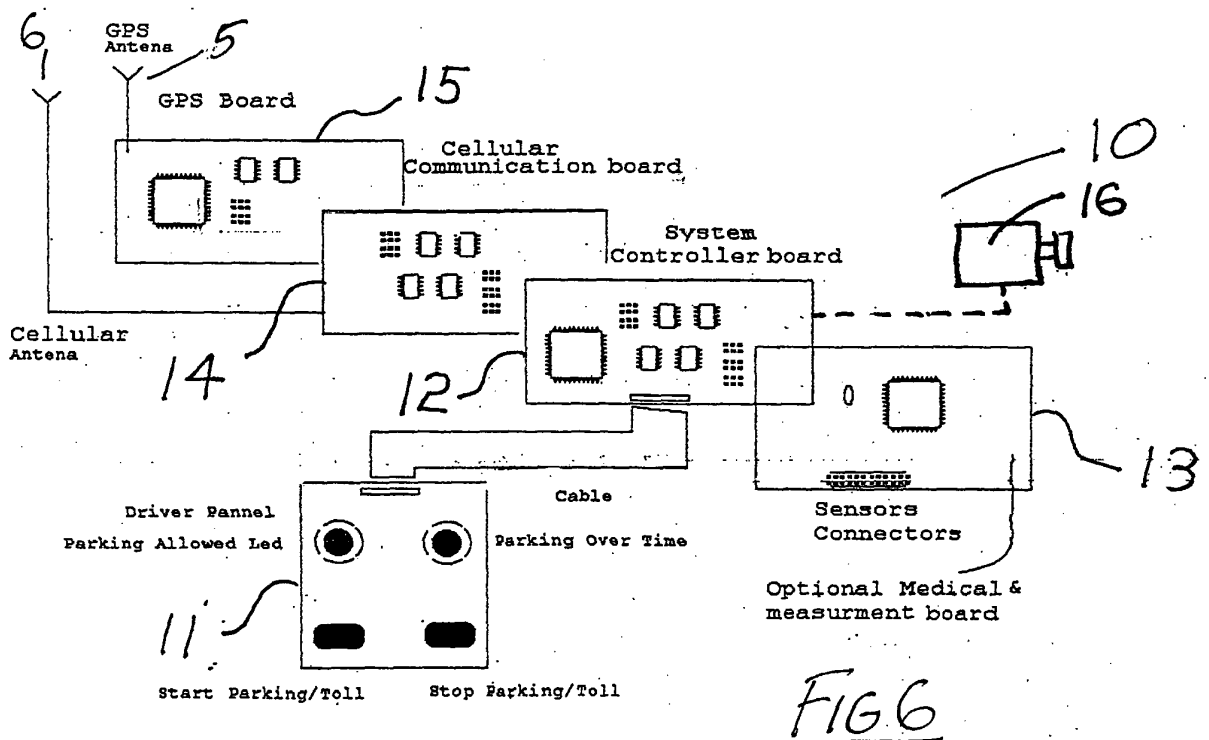 6
GPS
Antena
5
GPS Board
15
Cellular
Communication board
10
16
System
Controller board
Cellular
Antena
14
12
13
Cable
Sensors
Connectors
Driver Pannel
Parking Allowed Led
Parking Over Time
Optional Medical &
measurment board
11
Start Parking/Toll
Stop Parking/Toll
FIG 6